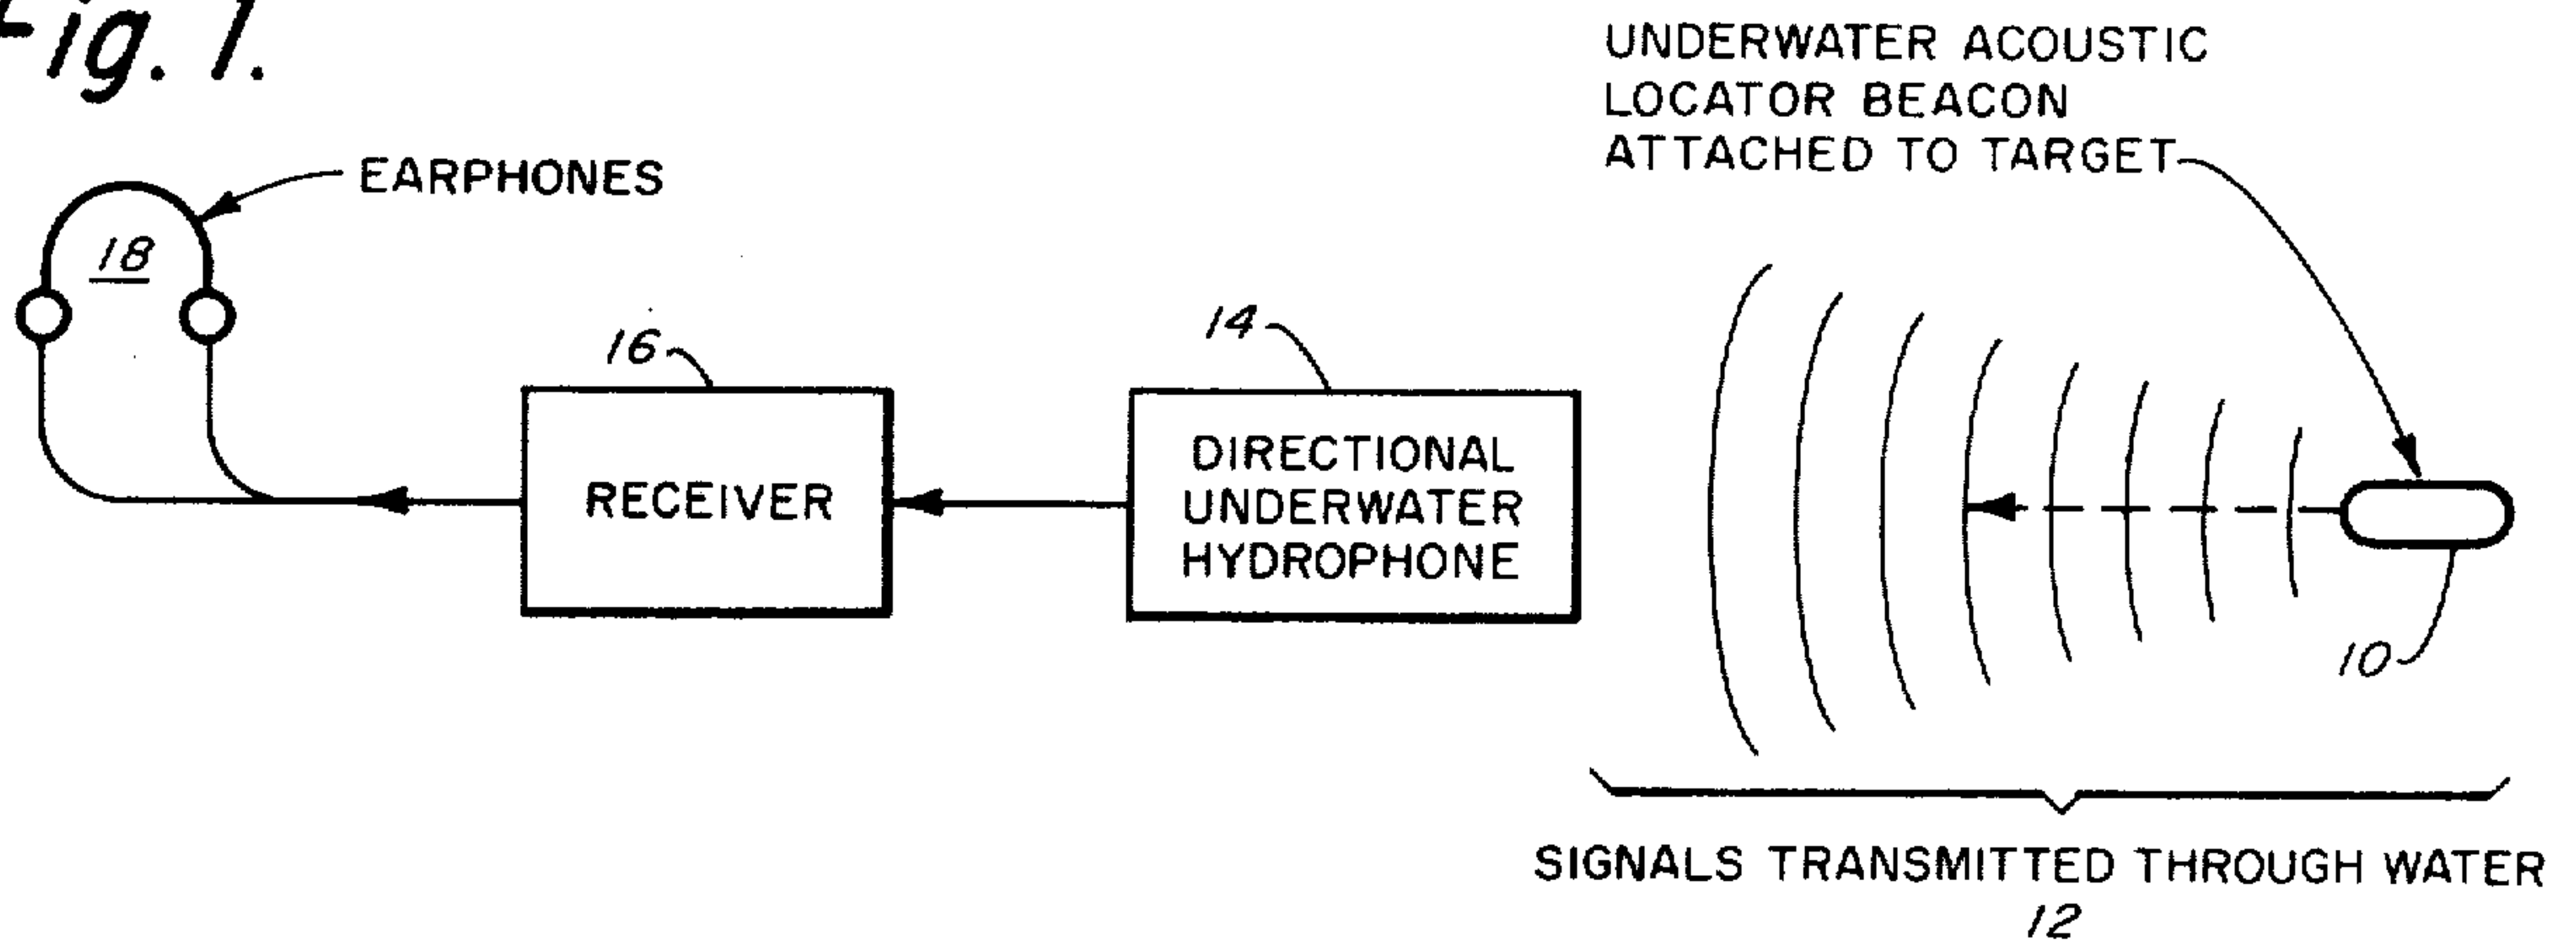 Fig. 1.
UNDERWATER ACOUSTIC
LOCATOR BEACON
ATTACHED TO TARGET
EARPHONES
18
16
14
RECEIVER
DIRECTIONAL
UNDERWATER
HYDROPHONE
10
SIGNALS TRANSMITTED THROUGH WATER
12